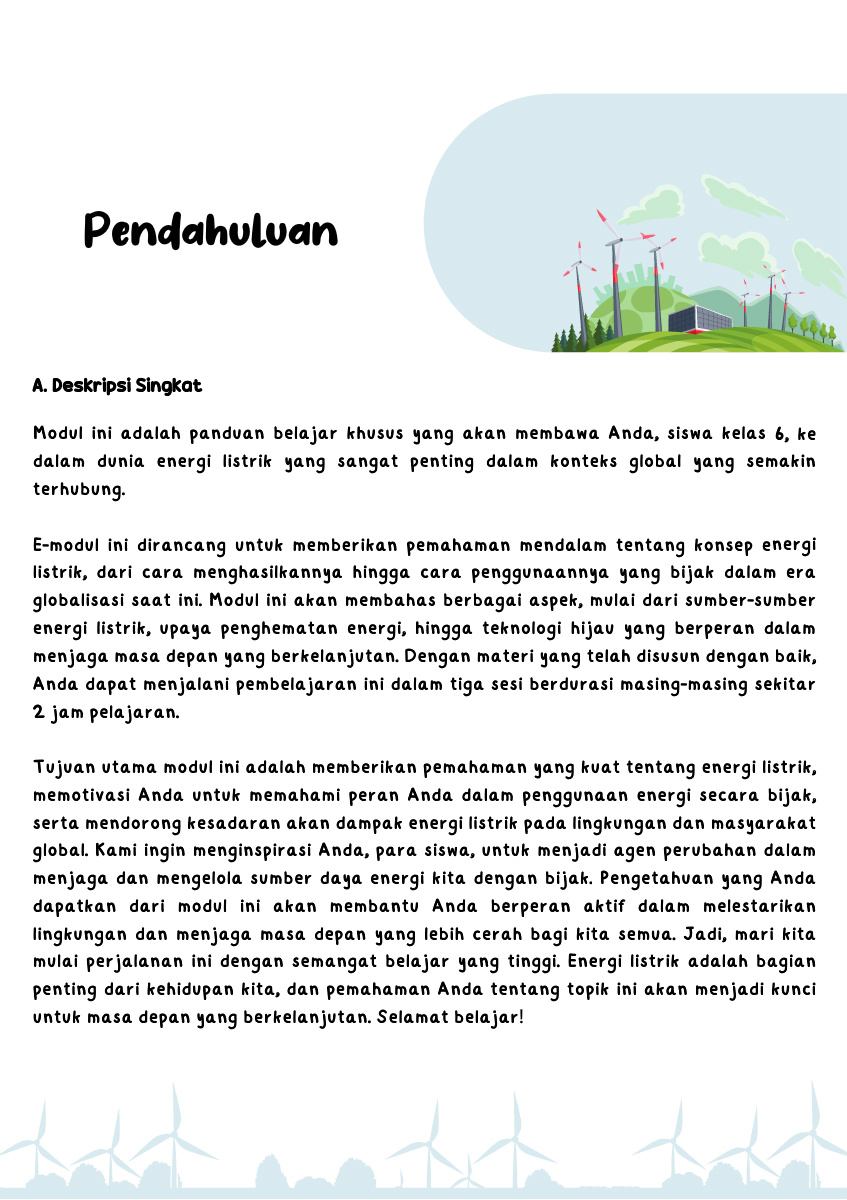 Pendahuluan
A. Deskripsi Singkat
Modul ini adalah panduan belajar khusus yang akan membawa Anda, siswa kelas 6, ke
dalam dunia energi listrik yang sangat penting dalam konteks global yang semakin
terhubung.
E-modul ini dirancang untuk memberikan pemahaman mendalam tentang konsep energi
listrik, dari cara menghasilkannya hingga cara penggunaannya yang bijak dalam era
globalisasi saat ini. Modul ini akan membahas berbagai aspek, mulai dari sumber-sumber
energi listrik, upaya penghematan energi, hingga teknologi hijau yang berperan dalam
menjaga masa depan yang berkelanjutan. Dengan materi yang telah disusun dengan baik,
Anda dapat menjalani pembelajaran ini dalam tiga sesi berdurasi masing-masing sekitar
2 jam pelajaran.
Tujuan utama modul ini adalah memberikan pemahaman yang kuat tentang energi listrik,
memotivasi Anda untuk memahami peran Anda dalam penggunaan energi secara bijak,
serta mendorong kesadaran akan dampak energi listrik pada lingkungan dan masyarakat
global. Kami ingin menginspirasi Anda, para siswa, untuk menjadi agen perubahan dalam
menjaga dan mengelola sumber daya energi kita dengan bijak. Pengetahuan yang Anda
dapatkan dari modul ini akan membantu Anda berperan aktif dalam melestarikan
lingkungan dan menjaga masa depan yang lebih cerah bagi kita semua. Jadi, mari kita
mulai perjalanan ini dengan semangat belajar yang tinggi. Energi listrik adalah bagian
penting dari kehidupan kita, dan pemahaman Anda tentang topik ini akan menjadi kunci
untuk masa depan yang berkelanjutan. Selamat belajar!